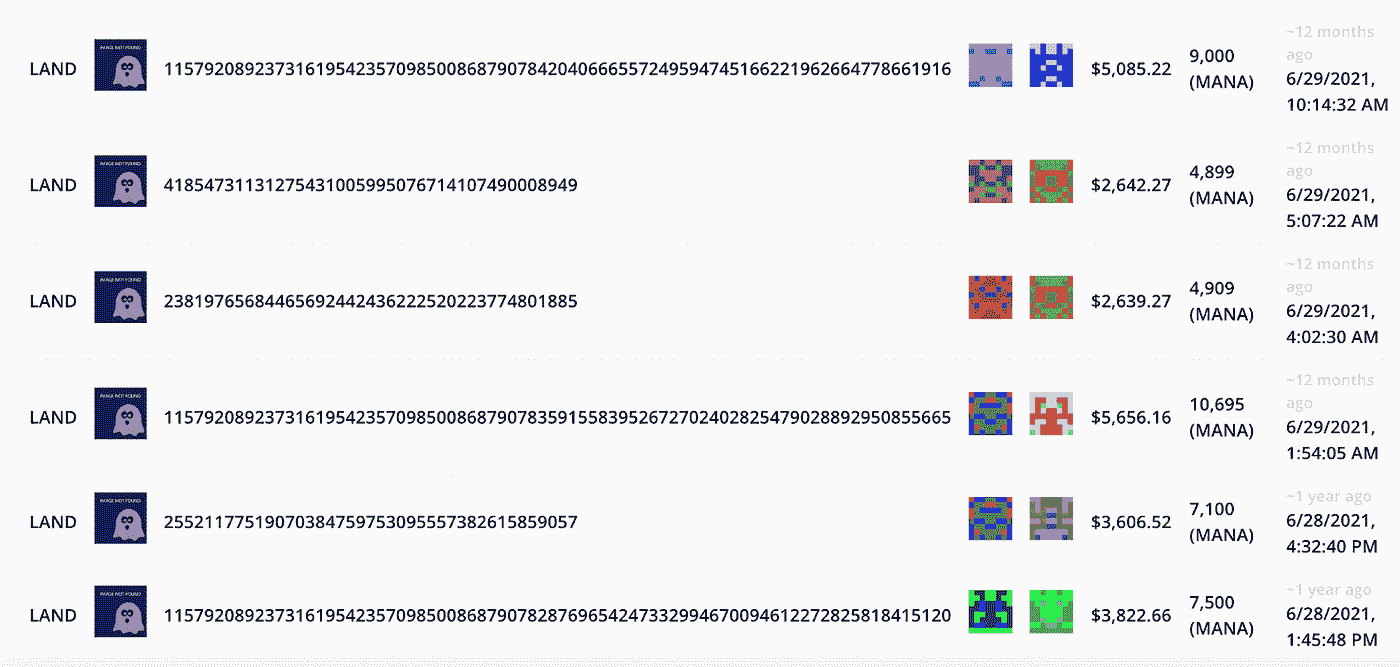 ~12 months
ago
LAND IMAGE NOT FOUND 115792089237316195423570985008687907842040666557249594745166221962664778661916 $5,085.22 9,000 (MANA) 6/29/2021, 10:14:32 AM
~12 months
ago
LAND IMAGE NOT FOUND 41854731131275431005995076714107490008949 $2,642.27 4,899 (MANA) 6/29/2021, 5:07:22 AM
~12 months
ago
LAND IMAGE NOT FOUND 23819765684465692442436222520223774801885 $2,639.27 4,909 (MANA) 6/29/2021, 4:02:30 AM
~12 months
ago
LAND IMAGE NOT FOUND 115792089237316195423570985008687907835915583952672702402825479028892950855665 $5,656.16 10,695 (MANA) 6/29/2021, 1:54:05 AM
~1 year ago
LAND IMAGE NOT FOUND 25521177519070384759753095557382615859057 $3,606.52 7,100 (MANA) 6/28/2021, 4:32:40 PM
~1 year ago
LAND IMAGE NOT FOUND 115792089237316195423570985008687907828769654247332994670094612272825818415120 $3,822.66 7,500 (MANA) 6/28/2021, 1:45:48 PM